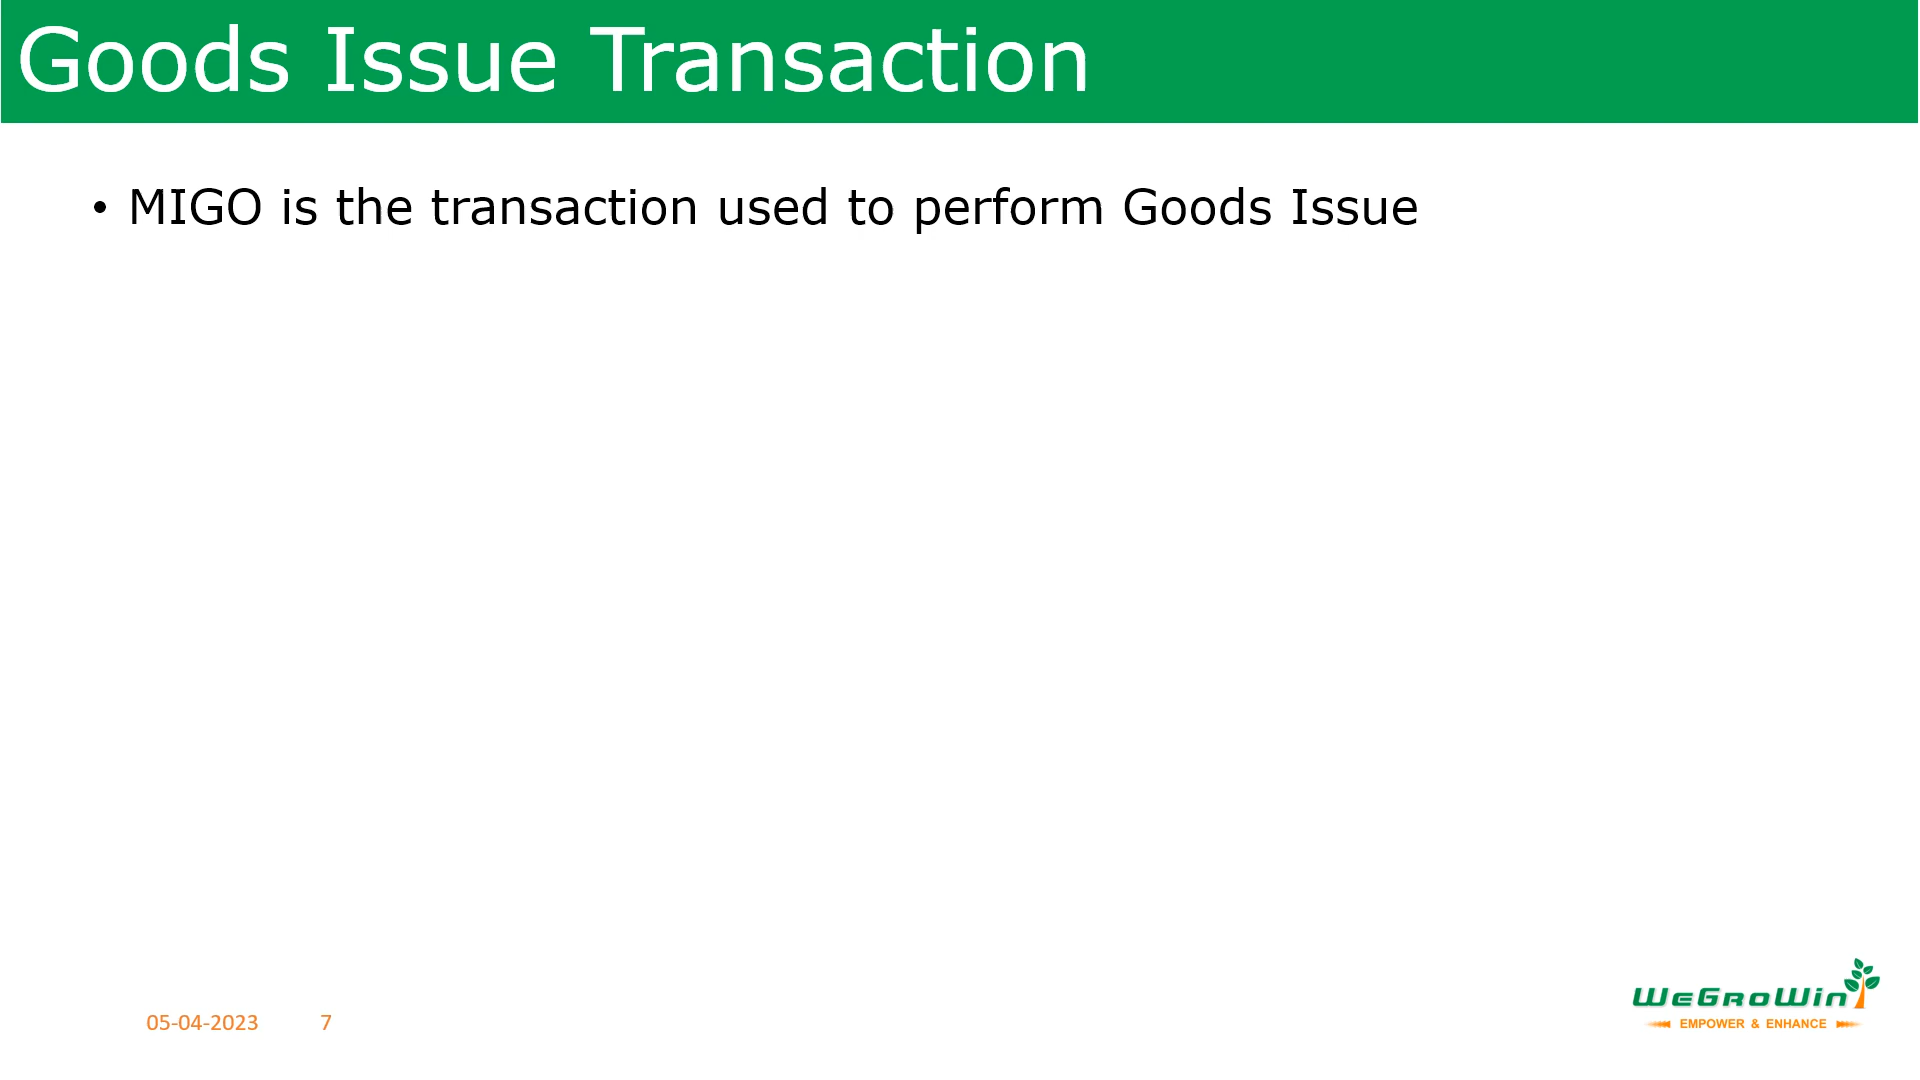 Goods Issue Transaction
• MIGO is the transaction used to perform Goods Issue
05-04-2023 7
WeGroWin
EMPOWER & ENHANCE